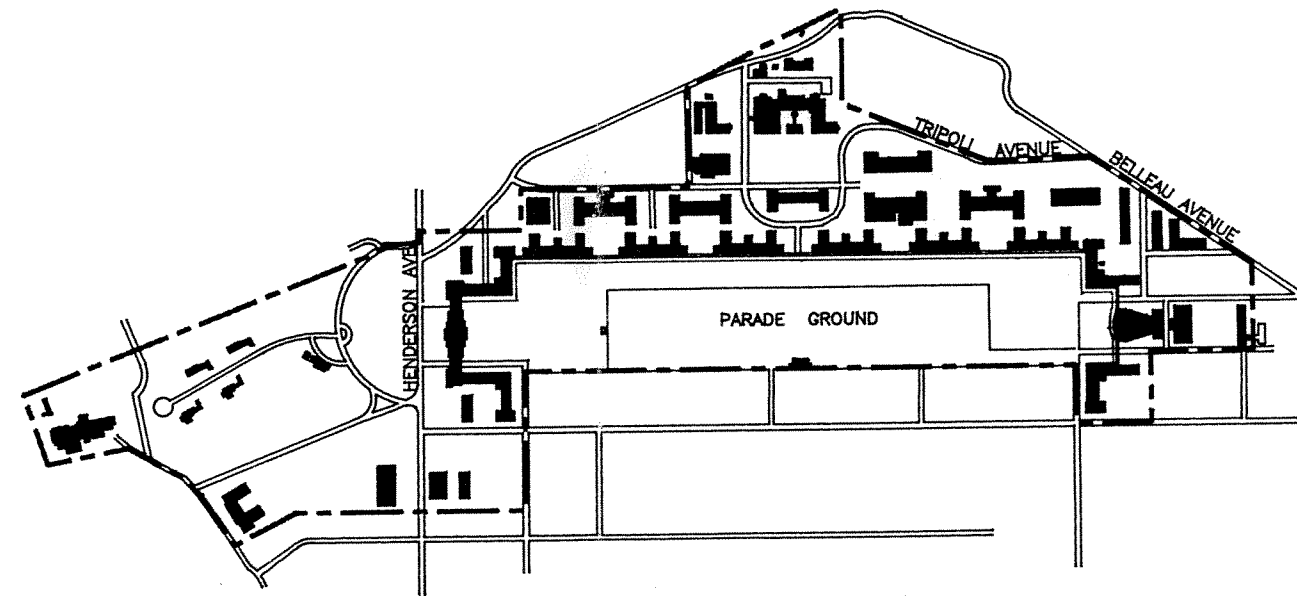 TRIPOLI AVENUE
BELLEAU AVENUE
HENDERSON AVE
PARADE GROUND